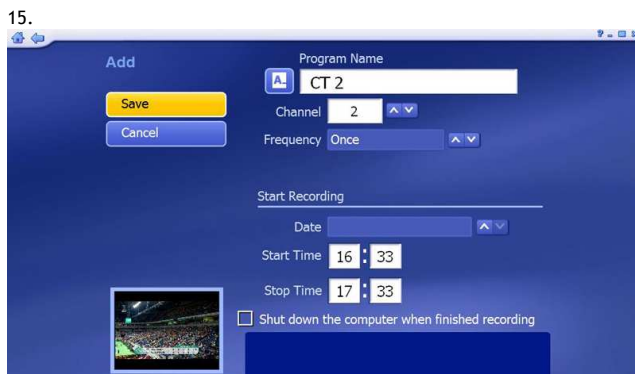 15.
Add
Program Name
A.
CT 2
Save
Channel 2
Cancel
Frequency Once
Start Recording
Date
Start Time 16 : 33
Stop Time 17 : 33
Shut down the computer when finished recording